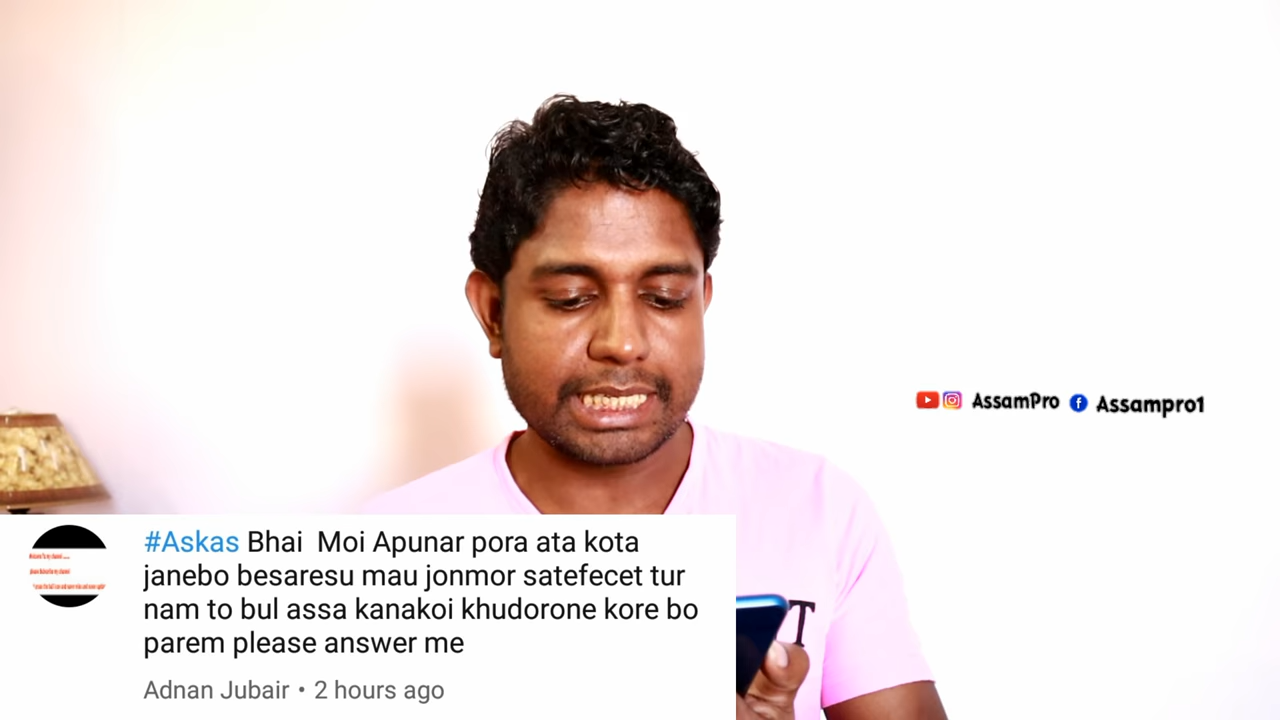 AssamPro Assampro1
#Askas Bhai Moi Apunar pora ata kota
janebo besaresu mau jonmor satefecet tur
nam to bul assa kanakoi khudorone kore bo
parem please answer me
Adnan Jubair • 2 hours ago
T